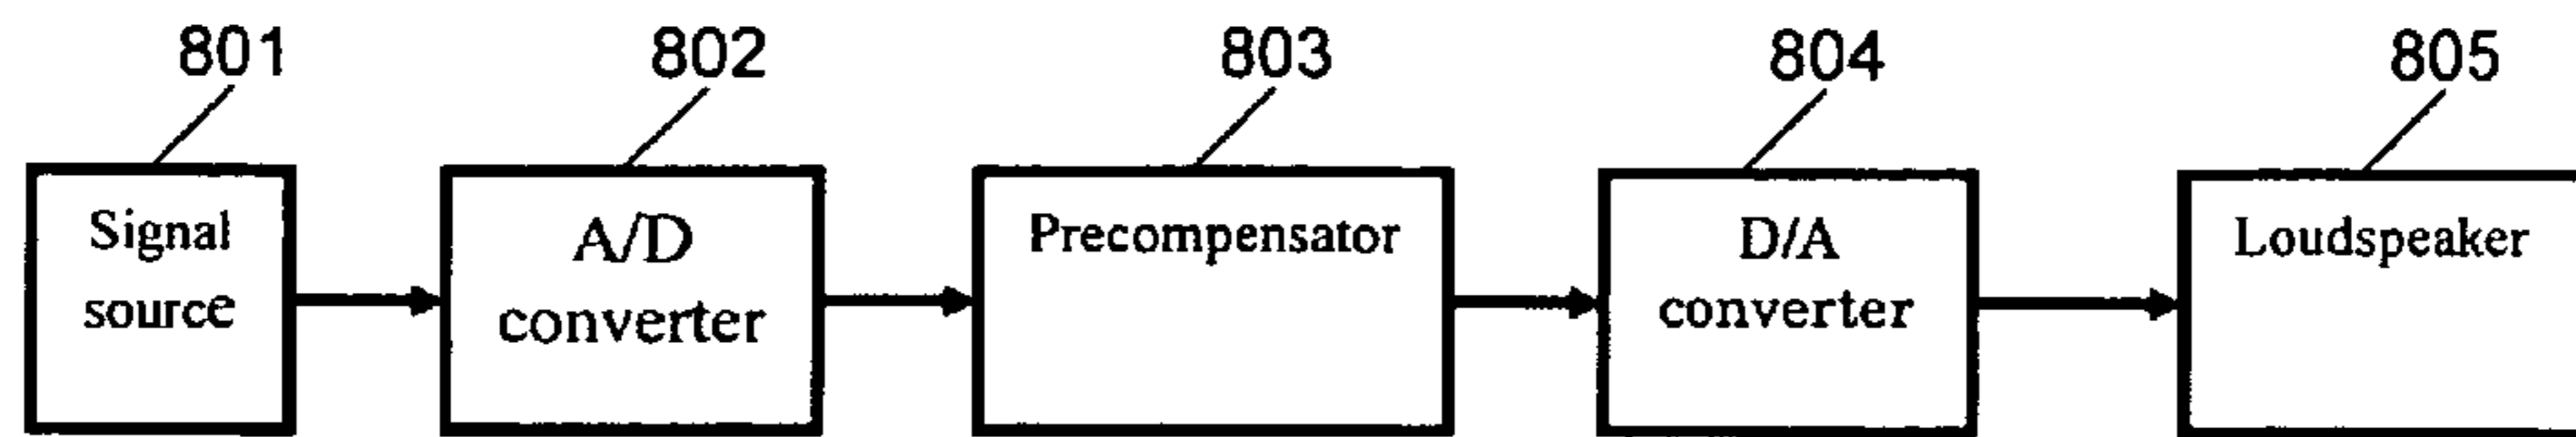 801
802
803
804
805
Signal
source
A/D
converter
Precompensator
D/A
converter
Loudspeaker